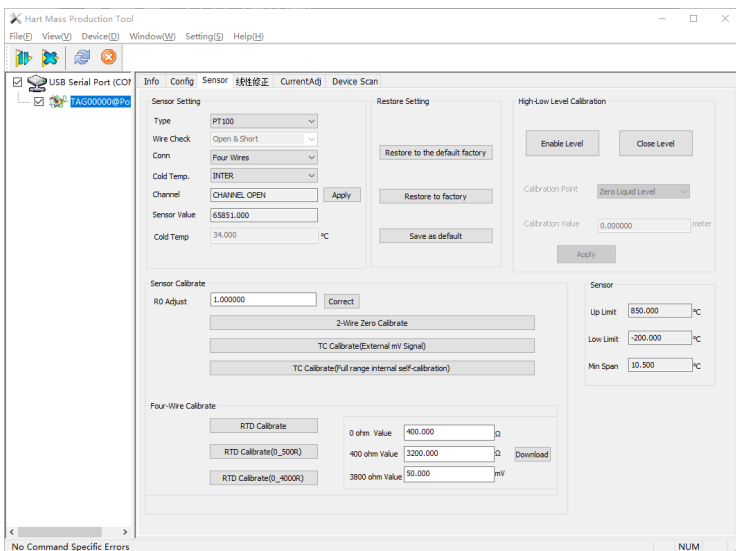 Hart Mass Production Tool
File(F) View(V) Device(D) Window(W) Setting(S) Help(H)
USB Serial Port (CO
TAG00000@Po
Info Config Sensor 线性修正 CurrentAdj Device Scan
Sensor Setting
Type PT100
Wire Check Open & Short
Conn Four Wires
Cold Temp. INTER
Channel CHANNEL OPEN Apply
Sensor Value 65851.000
Cold Temp 34.000 ℃
Restore Setting
Restore to the default factory
Restore to factory
Save as default
High-Low Level Calibration
Enable Level Close Level
Calibration Point Zero Liquid Level
Calibration Value 0.000000 meter
Apply
Sensor Calibrate
R0 Adjust 1.000000 Correct
2-Wire Zero Calibrate
TC Calibrate(External mV Signal)
TC Calibrate(Full range internal self-calibration)
Sensor
Up Limit 850.000 ℃
Low Limit -200.000 ℃
Min Span 10.500 ℃
Four-Wire Calibrate
RTD Calibrate
RTD Calibrate(0_500R)
RTD Calibrate(0_4000R)
0 ohm Value 400.000 Ω
400 ohm Value 3200.000 Ω Download
3800 ohm Value 50.000 mV
No Command Specific Errors NUM